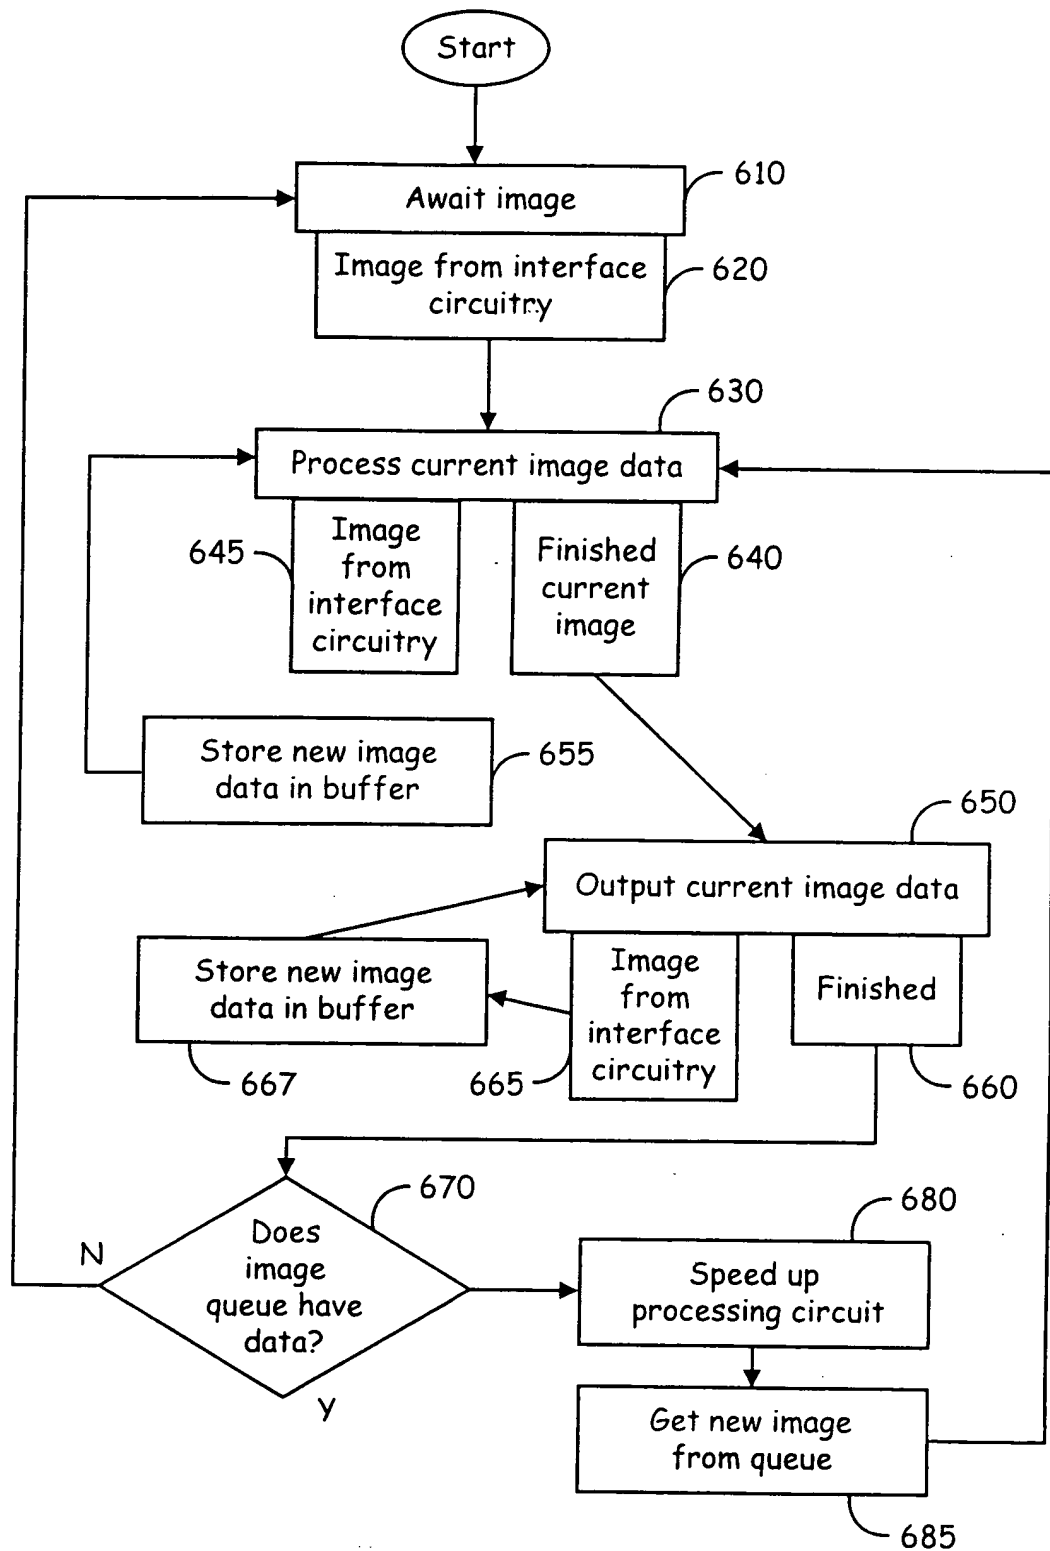 Start
610
Await image
Image from interface
circuitry
620
630
Process current image data
645
Image
from
interface
circuitry
Finished
current
image
640
Store new image
data in buffer
655
650
Output current image data
Store new image
data in buffer
667
Image
from
interface
circuitry
665
Finished
660
670
N
Does
image
queue have
data?
Y
680
Speed up
processing circuit
Get new image
from queue
685